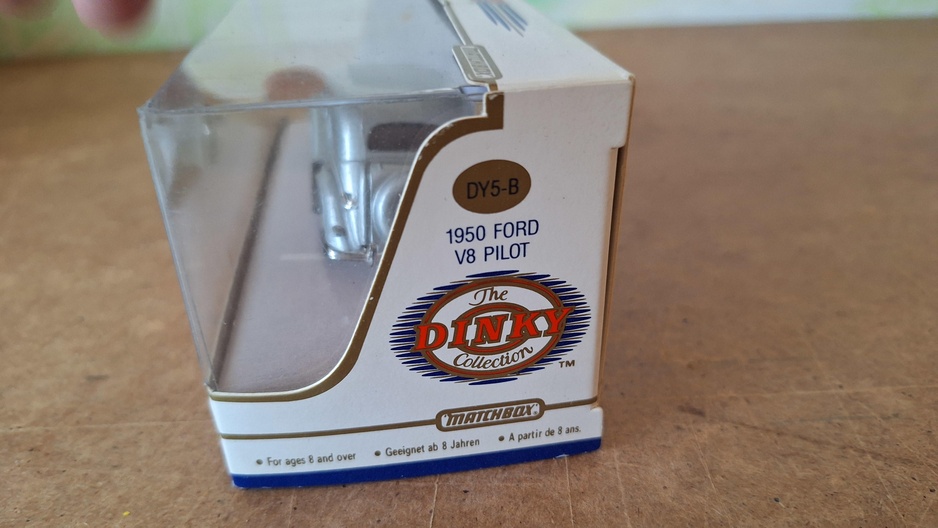 DY5-B
1950 FORD
V8 PILOT
The
DINKY
Collection
TM
MATCHBOX
• For ages 8 and over • Geeignet ab 8 Jahren • A partir de 8 ans.